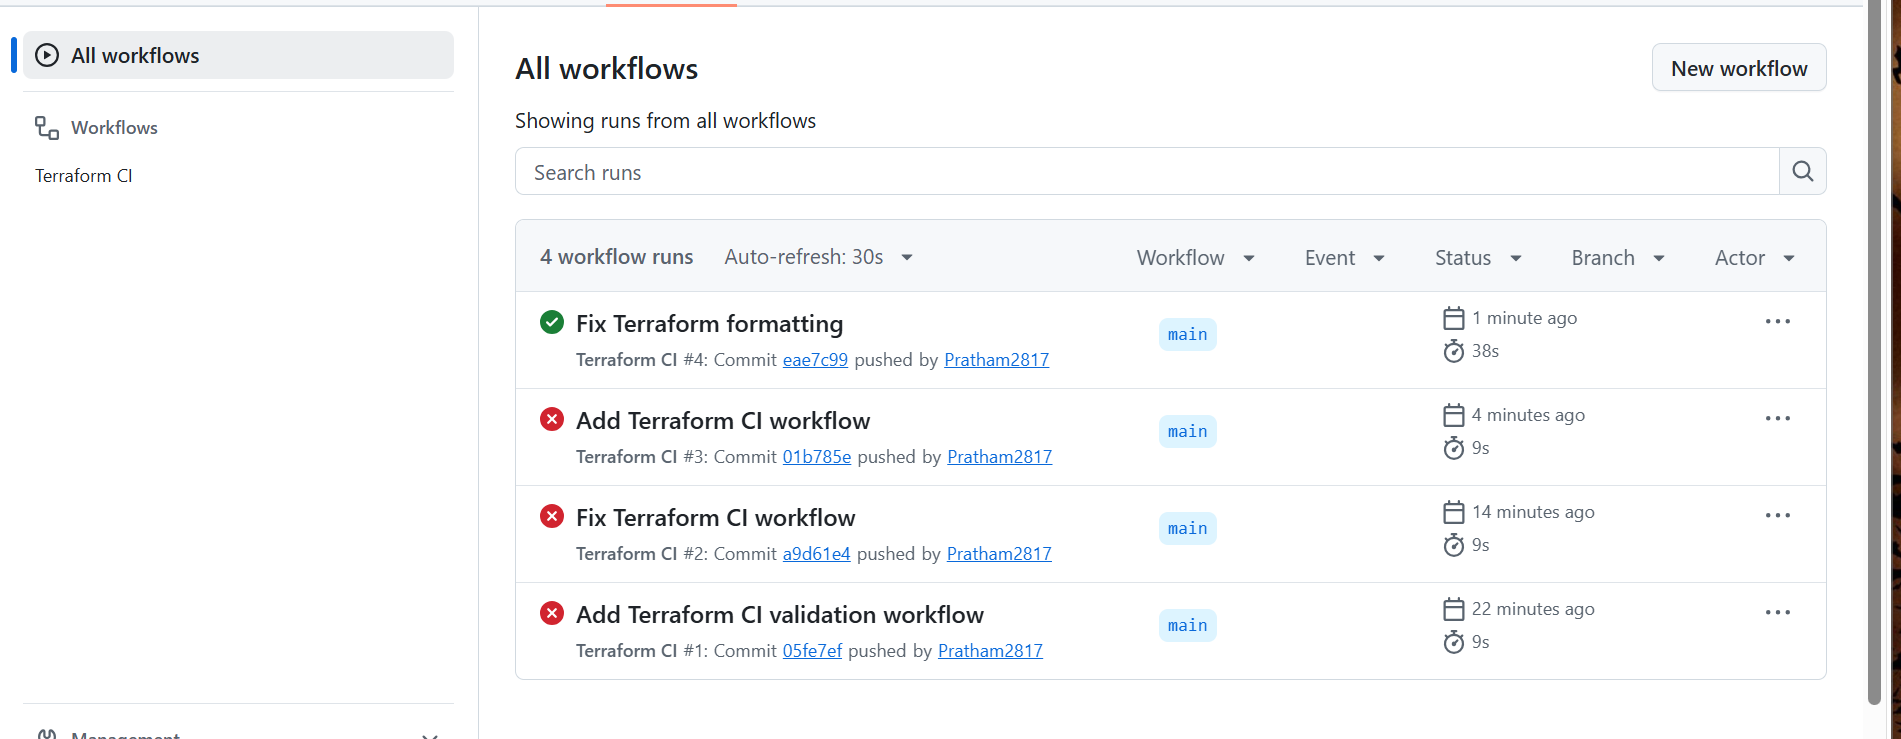 All workflows
Workflows
Terraform CI
Management
All workflows
New workflow
Showing runs from all workflows
Search runs
4 workflow runs Auto-refresh: 30s Workflow Event Status Branch Actor
Fix Terraform formatting
Terraform CI #4: Commit eae7c99 pushed by Pratham2817
main
1 minute ago
38s
Add Terraform CI workflow
Terraform CI #3: Commit 01b785e pushed by Pratham2817
main
4 minutes ago
9s
Fix Terraform CI workflow
Terraform CI #2: Commit a9d61e4 pushed by Pratham2817
main
14 minutes ago
9s
Add Terraform CI validation workflow
Terraform CI #1: Commit 05fe7ef pushed by Pratham2817
main
22 minutes ago
9s